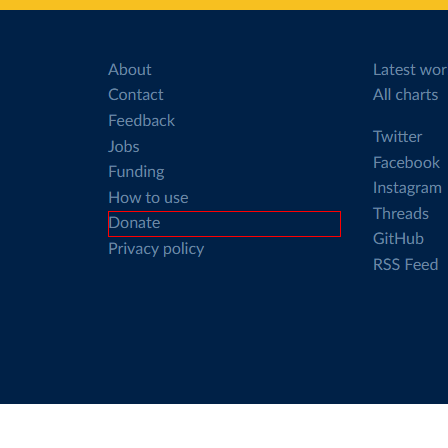 About
Contact
Feedback
Jobs
Funding
How to use
Donate
Privacy policy
Latest wor
All charts
Twitter
Facebook
Instagram
Threads
GitHub
RSS Feed